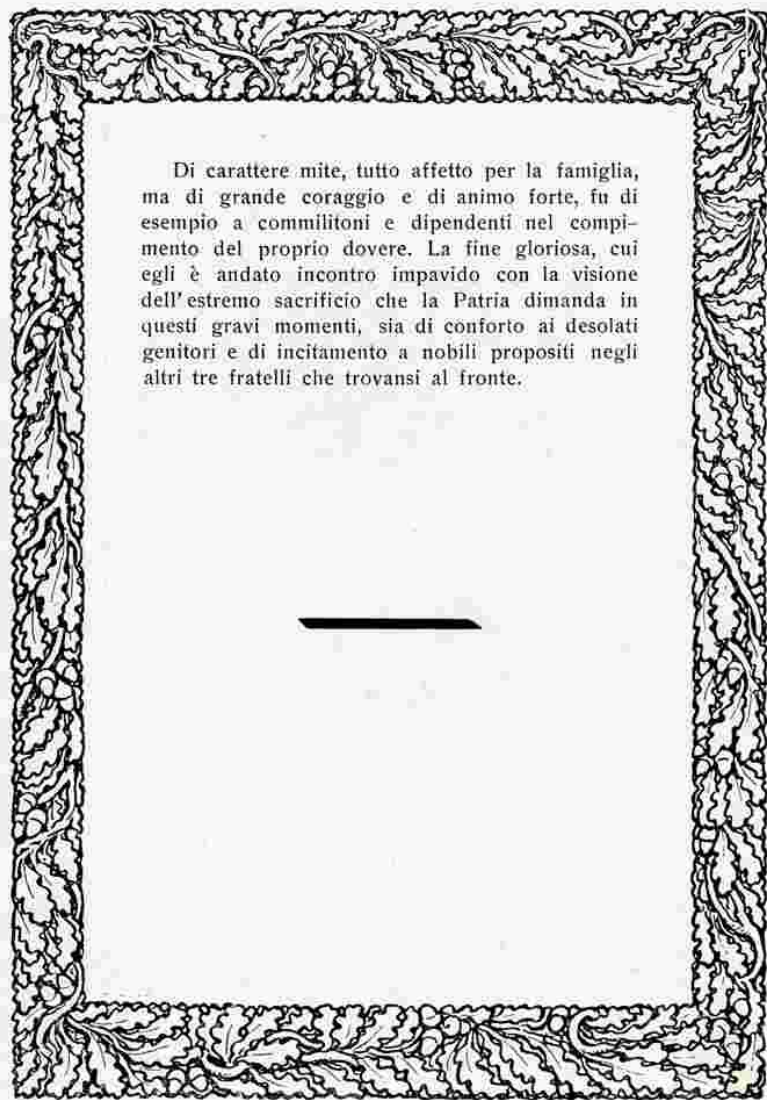 Di carattere mite, tutto affetto per la famiglia,
ma di grande coraggio e di animo forte, fu di
esempio a commilitoni e dipendenti nel compi-
mento del proprio dovere. La fine gloriosa, cui
egli è andato incontro impavido con la visione
dell'estremo sacrificio che la Patria dimanda in
questi gravi momenti, sia di conforto ai desolati
genitori e di incitamento a nobili propositi negli
altri tre fratelli che trovansi al fronte.